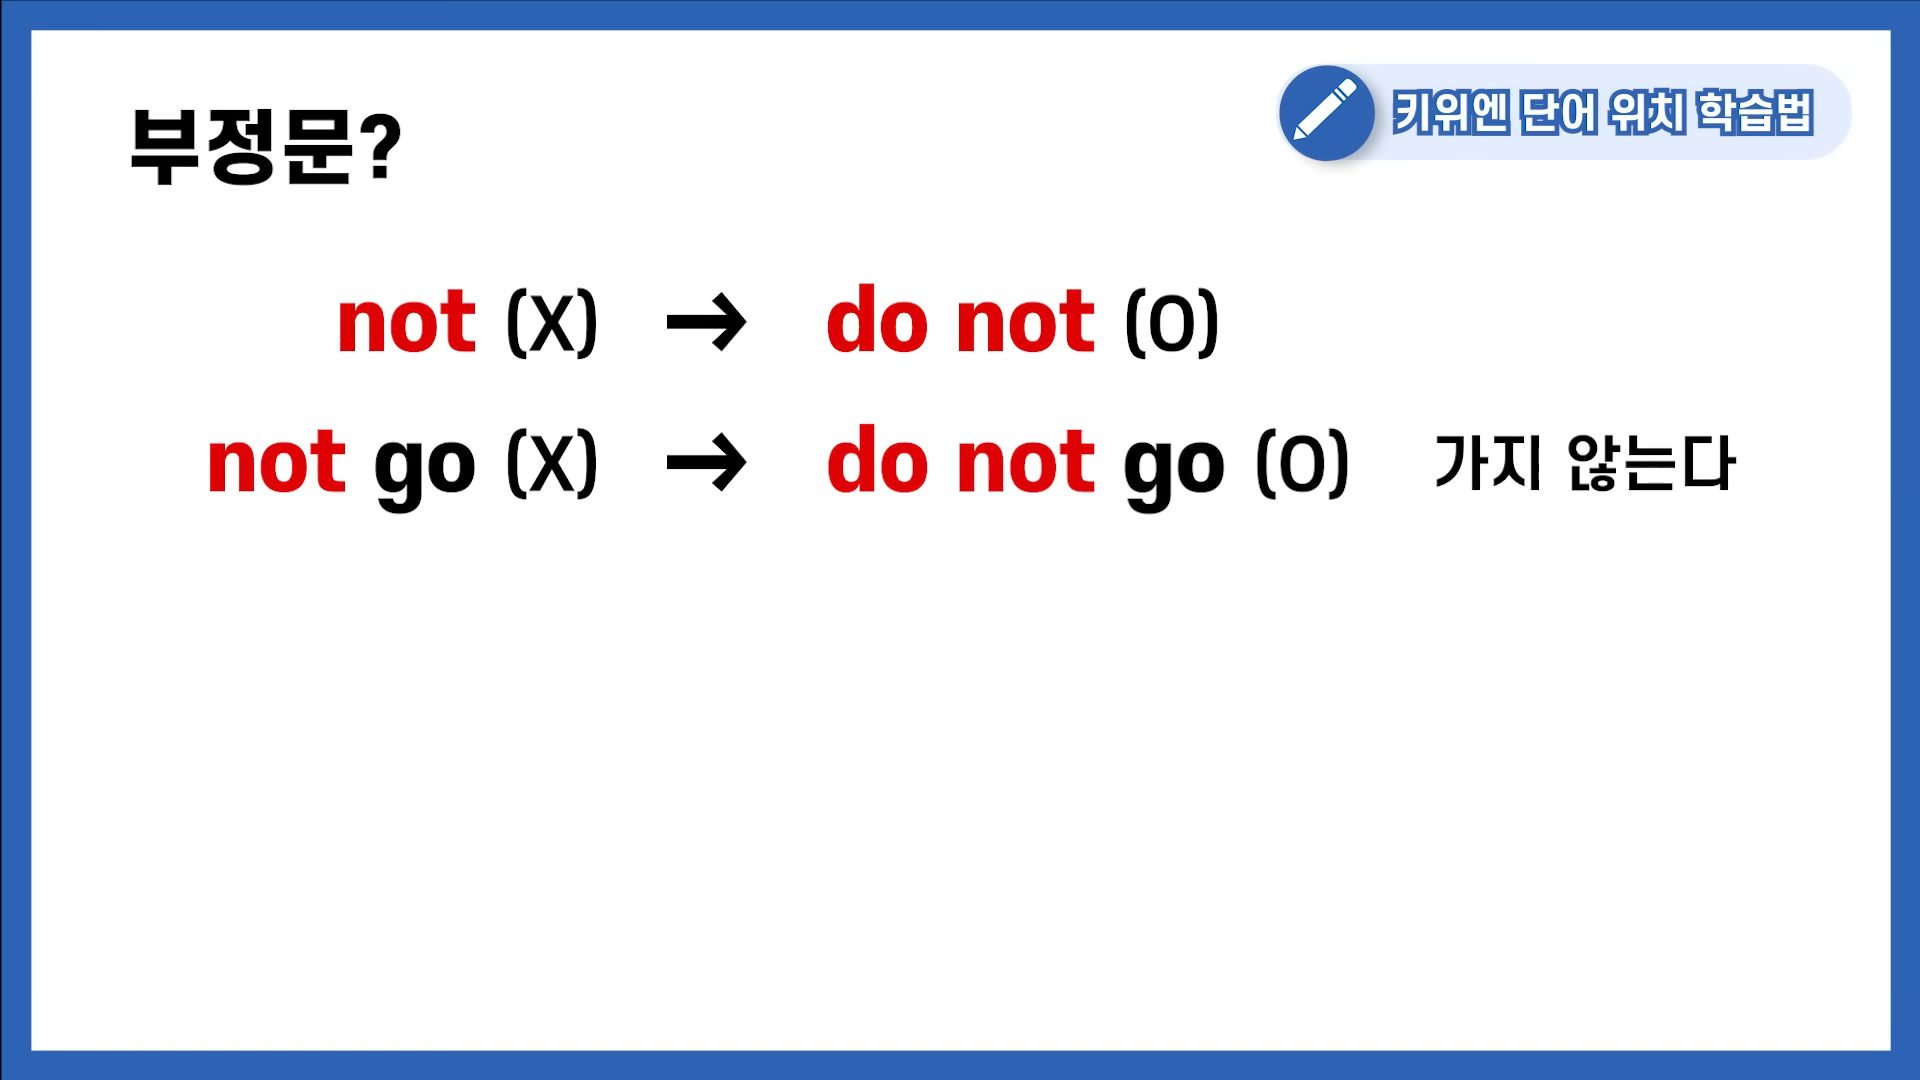 키위엔 단어 위치 학습법
부정문?
not (X) → do not (O)
not go (X) → do not go (O) 가지 않는다